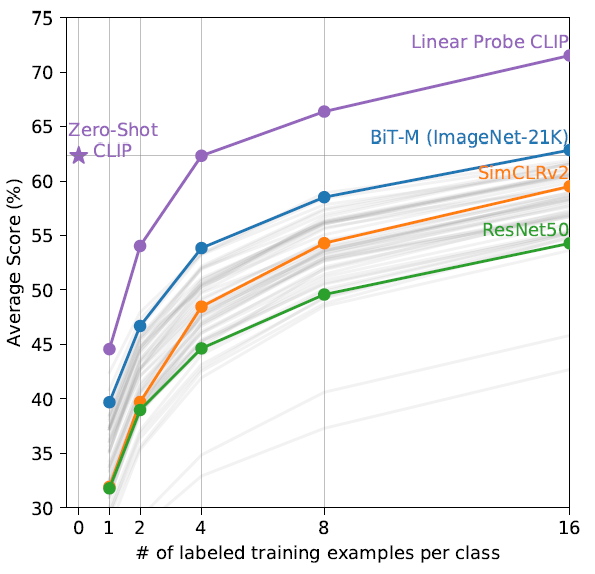 75
70
65
60
55
50
45
40
35
30
Average Score (%)
Linear Probe CLIP
Zero-Shot
CLIP
BiT-M (ImageNet-21K)
SimCLRv2
ResNet50
0 1 2 4 8 16
# of labeled training examples per class